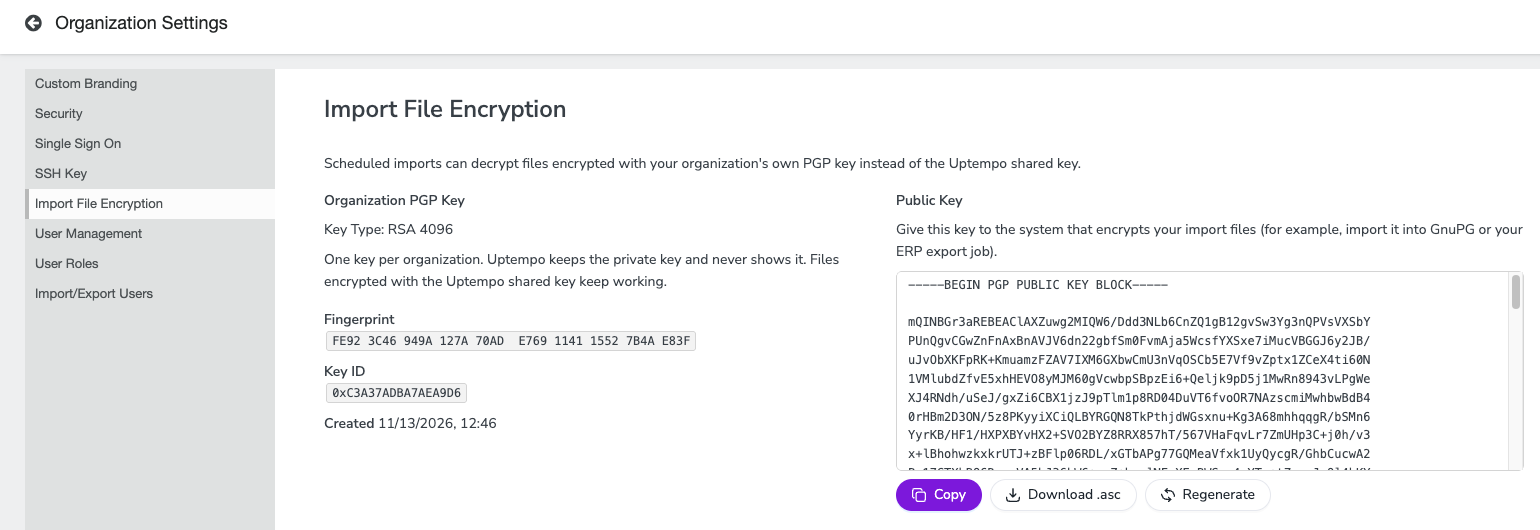 Organization Settings
Custom Branding
Security
Single Sign On
SSH Key
Import File Encryption
User Management
User Roles
Import/Export Users
Import File Encryption
Scheduled imports can decrypt files encrypted with your organization's own PGP key instead of the Uptempo shared key.
Organization PGP Key
Key Type: RSA 4096
One key per organization. Uptempo keeps the private key and never shows it. Files
encrypted with the Uptempo shared key keep working.
Fingerprint
FE92 3C46 949A 127A 70AD  E769 1141 1552 7B4A E83F
Key ID
0xC3A37ADBA7AEA9D6
Created 11/13/2026, 12:46
Public Key
Give this key to the system that encrypts your import files (for example, import it into GnuPG or your
ERP export job).
-----BEGIN PGP PUBLIC KEY BLOCK-----
mQINBGr3aREBEAClAXZuwg2MIQW6/Ddd3NLb6CnZQ1gB12gvSw3Yg3nQPVsVXSbY
PUnQgvCGwZnFnAxBnAVJV6dn22gbfSm0FvmAja5WcsfYXSxe7iMucVBGGJ6y2JB/
uJvObXKFpRK+KmuamzFZAV7IXM6GXbwCmU3nVqOSCb5E7Vf9vZptx1ZCeX4ti60N
1VMlubdZfvE5xhHEVO8yMJM60gVcwbpSBpzEi6+Qeljk9pD5j1MwRn8943vLPgWe
XJ4RNdh/uSeJ/gxZi6CBX1jzJ9pTlm1p8RD04DuVT6fvoOR7NAzscmiMwhbwBdB4
0rHBm2D3ON/5z8PKyyiXCiQLBYRGQN8TkPthjdWGsxnu+Kg3A68mhhqqgR/bSMn6
YyrKB/HF1/HXPXBYvHX2+SVO2BYZ8RRX857hT/567VHaFqvLr7ZmUHp3C+j0h/v3
x+lBhohwzkxkrUTJ+zBFlp06RDL/xGTbAPg77GQMeaVfxk1UyQycgR/GhbCucwA2
Copy
Download .asc
Regenerate